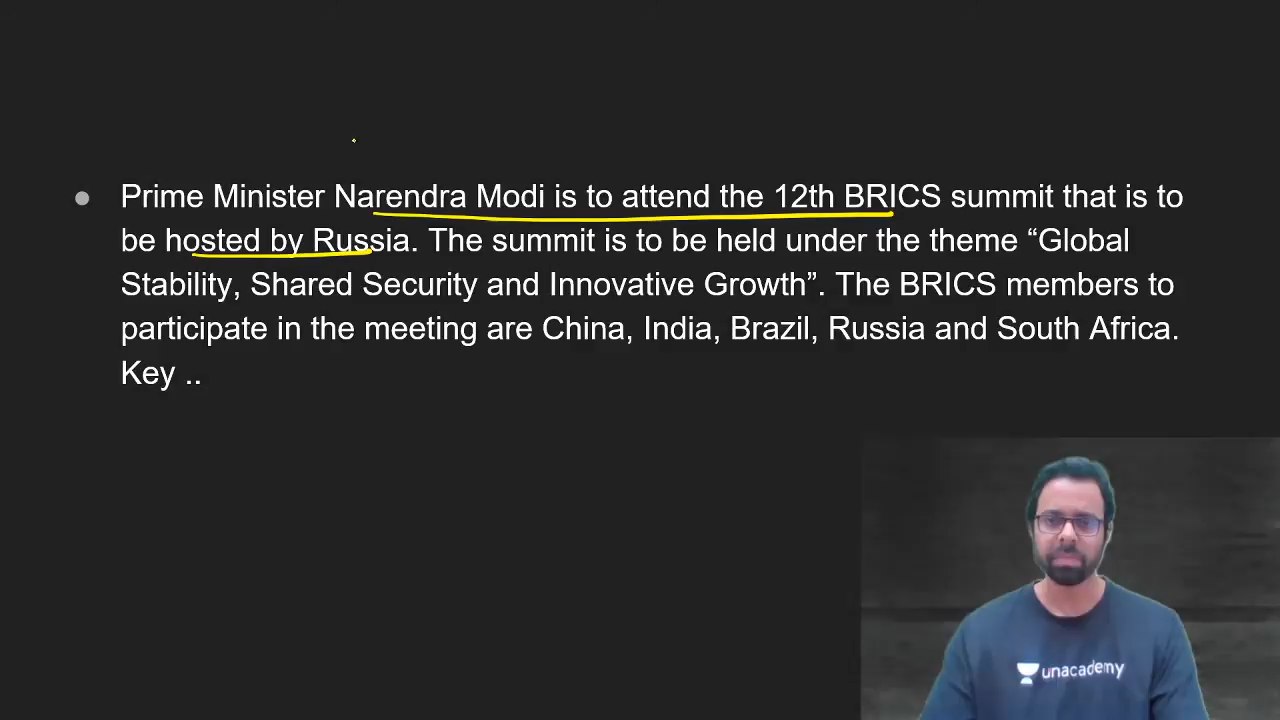 Prime Minister Narendra Modi is to attend the 12th BRICS summit that is to
be hosted by Russia. The summit is to be held under the theme “Global
Stability, Shared Security and Innovative Growth”. The BRICS members to
participate in the meeting are China, India, Brazil, Russia and South Africa.
Key ..
unacademy